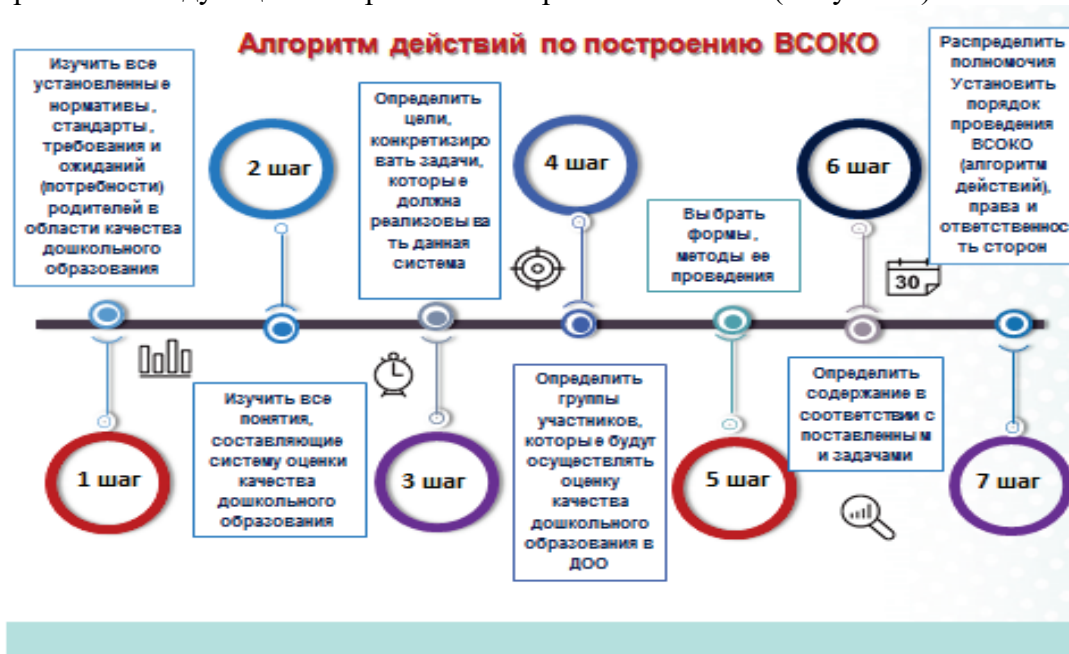 Алгоритм действий по построению ВСОКО
Изучить все
установленные
нормативы,
стандарты,
требования и
ожиданий
(потребности)
родителей в
области качества
дошкольного
образования
1 шаг
2 шаг
Изучить все
понятия,
составляющие
систему оценки
качества
дошкольного
образования
Определить
цели,
конкретизиро
вать задачи,
которые
должна
реализовыва
ть данная
система
3 шаг
4 шаг
Определить
группы
участников,
которые будут
осуществлять
оценку
качества
дошкольного
образования в
ДОО
Выбрать
формы,
методы ее
проведения
5 шаг
6 шаг
30
Определить
содержание в
соответствии с
поставленным
и задачами
Распределить
полномочия
Установить
порядок
проведения
ВСОКО
(алгоритм
действий),
права и
ответственнос
ть сторон
7 шаг